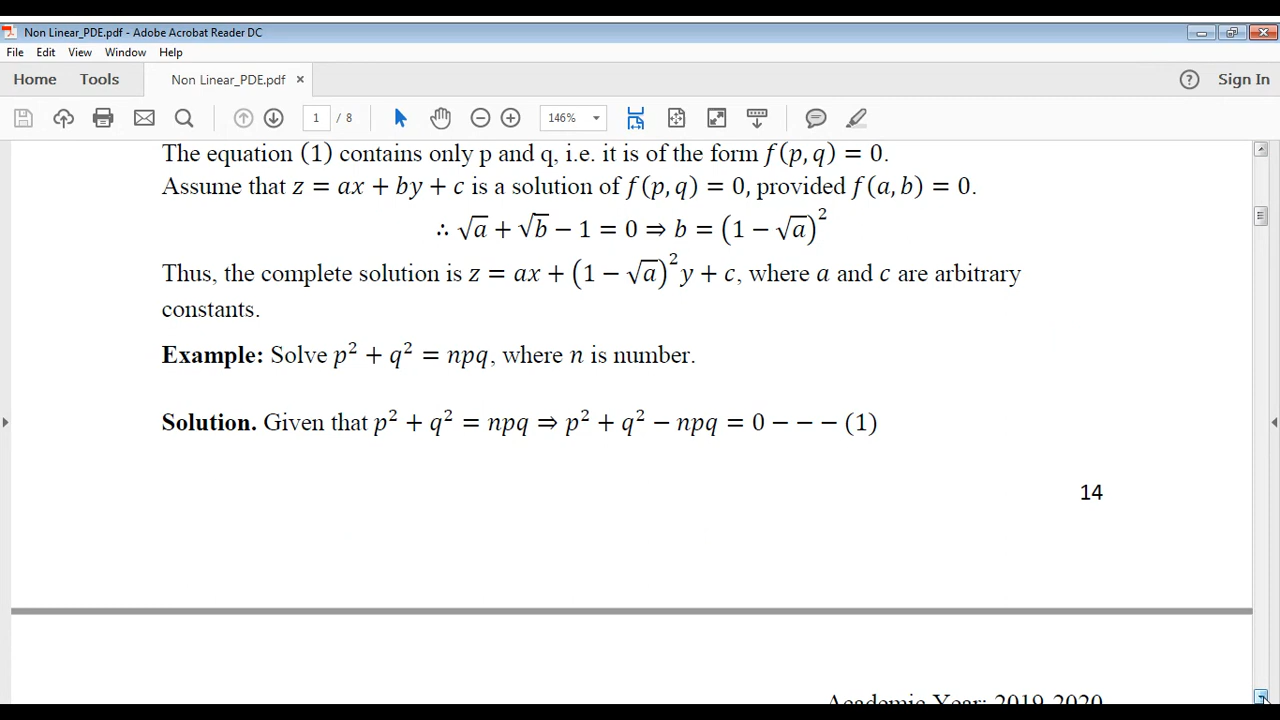 Non Linear_PDE.pdf - Adobe Acrobat Reader DC
File Edit View Window Help
Home Tools Non Linear_PDE.pdf × Sign In
1 / 8 146%
The equation (1) contains only p and q, i.e. it is of the form f(p, q) = 0.
Assume that z = ax + by + c is a solution of f(p, q) = 0, provided f(a, b) = 0.
∴ √a + √b − 1 = 0 ⇒ b = (1 − √a)²
Thus, the complete solution is z = ax + (1 − √a)²y + c, where a and c are arbitrary
constants.
Example: Solve p² + q² = npq, where n is number.
Solution. Given that p² + q² = npq ⇒ p² + q² − npq = 0 − − − (1)
14
Academic Year: 2019-2020